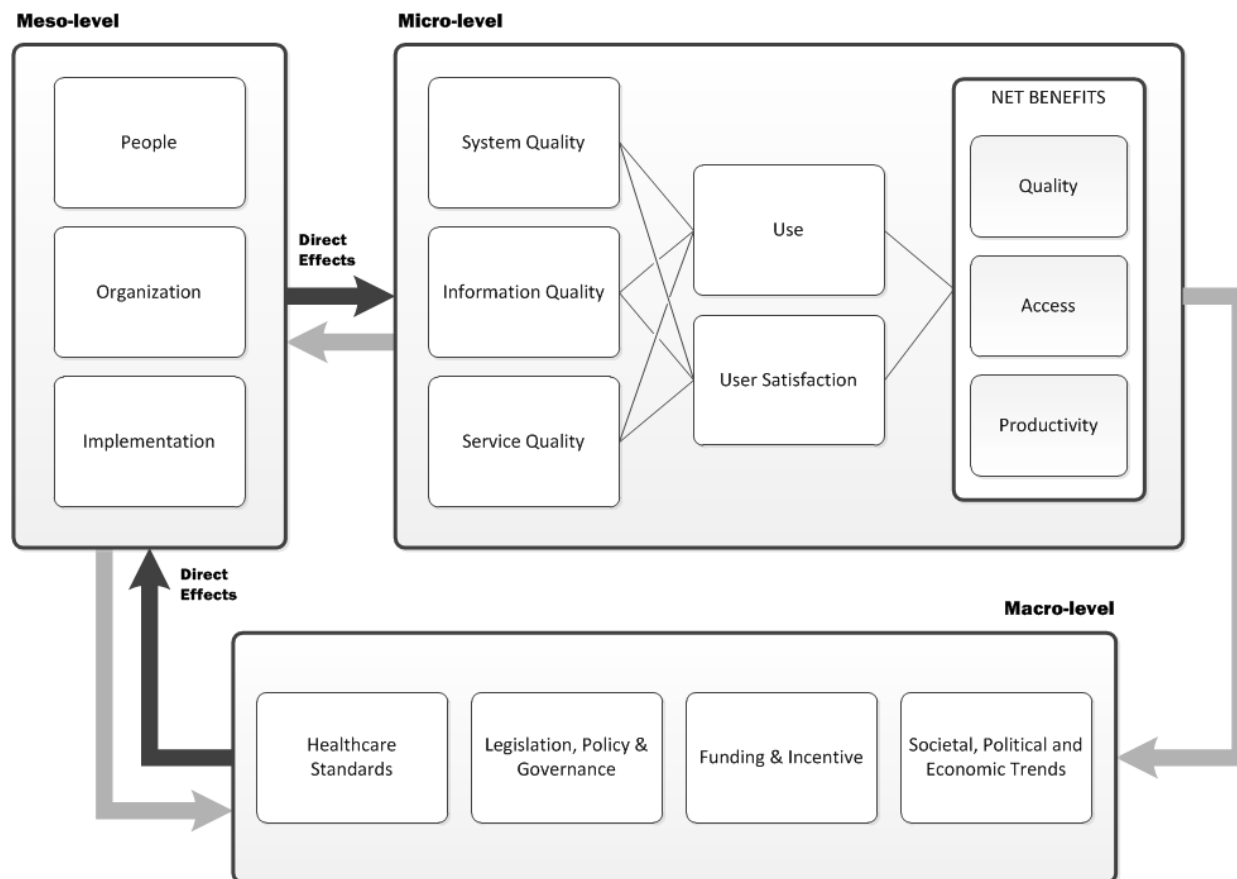 Meso-level
People
Organization
Implementation
Direct
Effects
Micro-level
System Quality
Information Quality
Service Quality
Use
User Satisfaction
NET BENEFITS
Quality
Access
Productivity
Direct
Effects
Macro-level
Healthcare
Standards
Legislation, Policy &
Governance
Funding & Incentive
Societal, Political and
Economic Trends